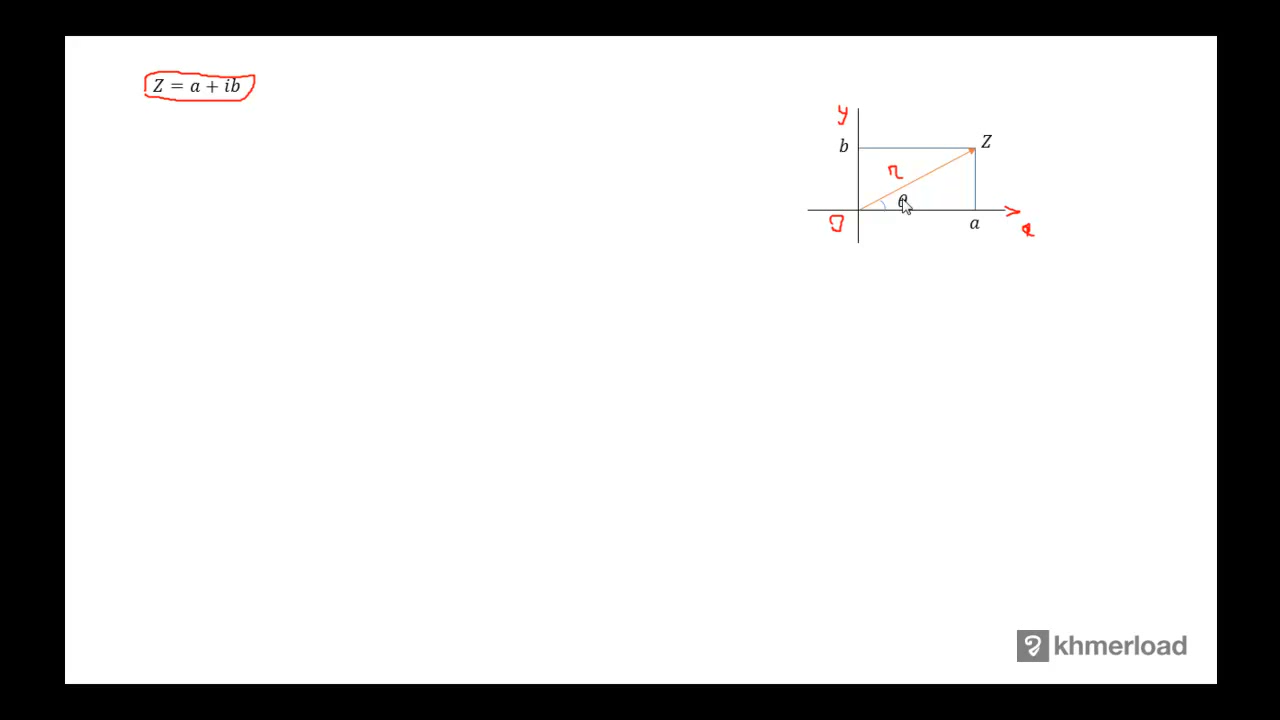 Z = a + ib
y
b
Z
r
θ
a
x
khmerload